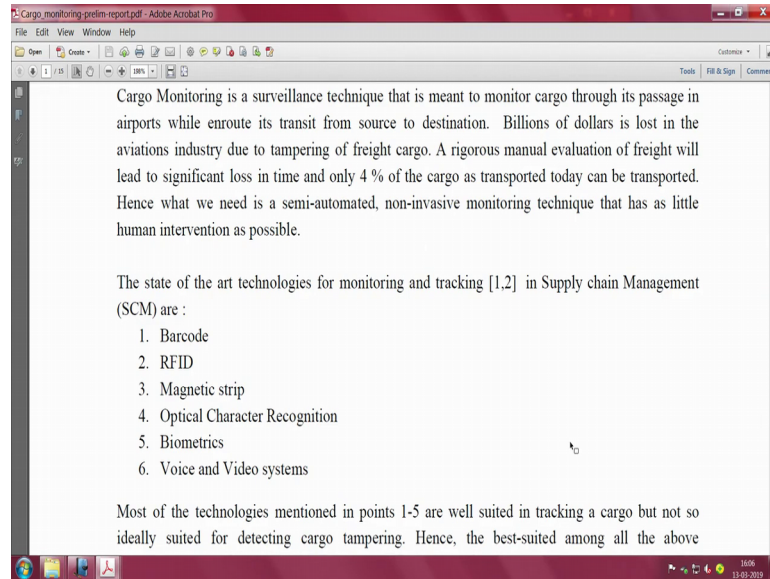 Cargo_monitoring-prelim-report.pdf - Adobe Acrobat Pro
File Edit View Window Help
Open Create Customize
1 / 15 188% Tools Fill & Sign Comme
Cargo Monitoring is a surveillance technique that is meant to monitor cargo through its passage in
airports while enroute its transit from source to destination. Billions of dollars is lost in the
aviations industry due to tampering of freight cargo. A rigorous manual evaluation of freight will
lead to significant loss in time and only 4 % of the cargo as transported today can be transported.
Hence what we need is a semi-automated, non-invasive monitoring technique that has as little
human intervention as possible.
The state of the art technologies for monitoring and tracking [1,2] in Supply chain Management
(SCM) are :
1. Barcode
2. RFID
3. Magnetic strip
4. Optical Character Recognition
5. Biometrics
6. Voice and Video systems
Most of the technologies mentioned in points 1-5 are well suited in tracking a cargo but not so
ideally suited for detecting cargo tampering. Hence, the best-suited among all the above
16:06
13-03-2019